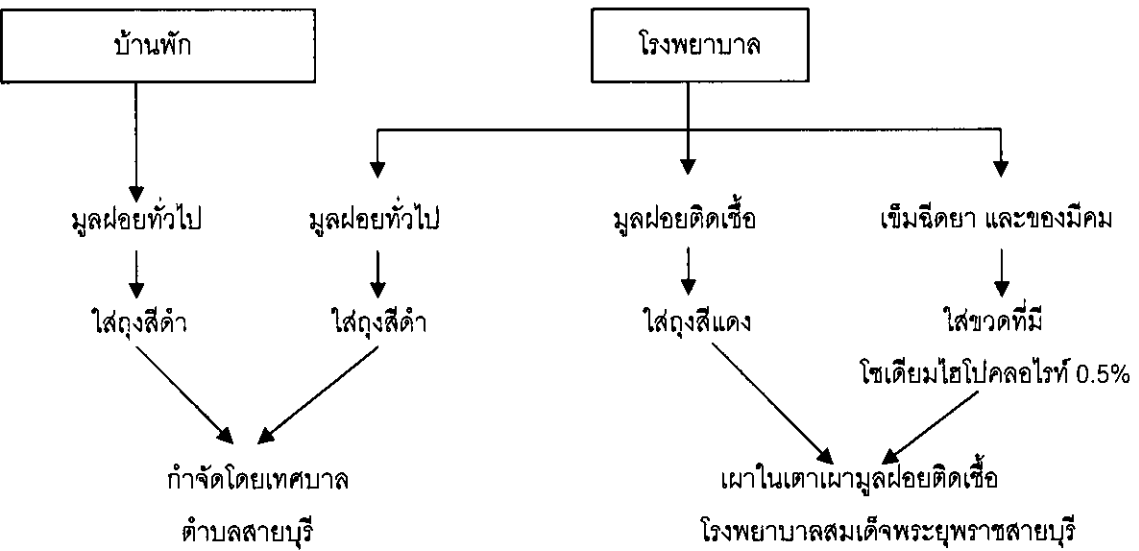 บ้านพัก
โรงพยาบาล
มูลฝอยทั่วไป
มูลฝอยทั่วไป
มูลฝอยติดเชื้อ
เข็มฉีดยา และของมีคม
ใส่ถุงสีดำ
ใส่ถุงสีดำ
ใส่ถุงสีแดง
ใส่ขวดที่มี
โซเดียมไฮโปคลอไรท์ 0.5%
กำจัดโดยเทศบาล
ตำบลสายบุรี
เผาในเตาเผามูลฝอยติดเชื้อ
โรงพยาบาลสมเด็จพระยุพราชสายบุรี